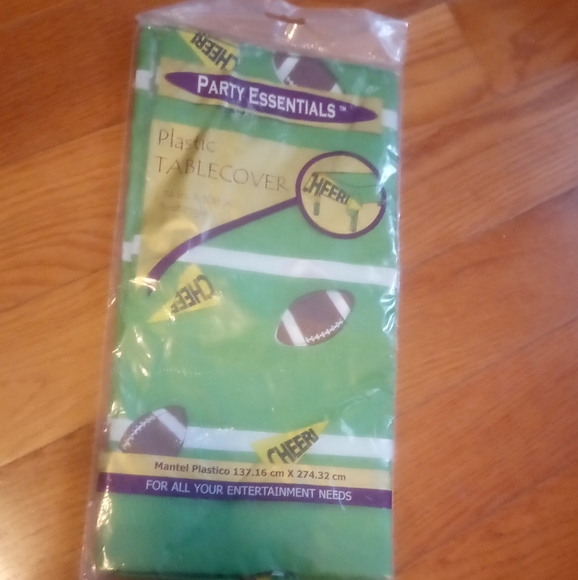 CHEER!
PARTY ESSENTIALS™
Plastic
TABLECOVER
CHEER!
CHEER!
CHEER!
Mantel Plastico 137.16 cm X 274.32 cm
FOR ALL YOUR ENTERTAINMENT NEEDS